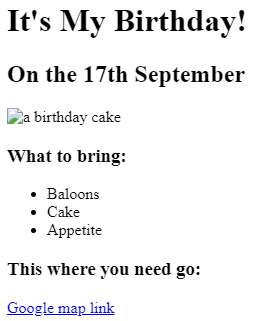 It's My Birthday!
On the 17th September
a birthday cake
What to bring:
Baloons
Cake
Appetite
This where you need go:
Google map link